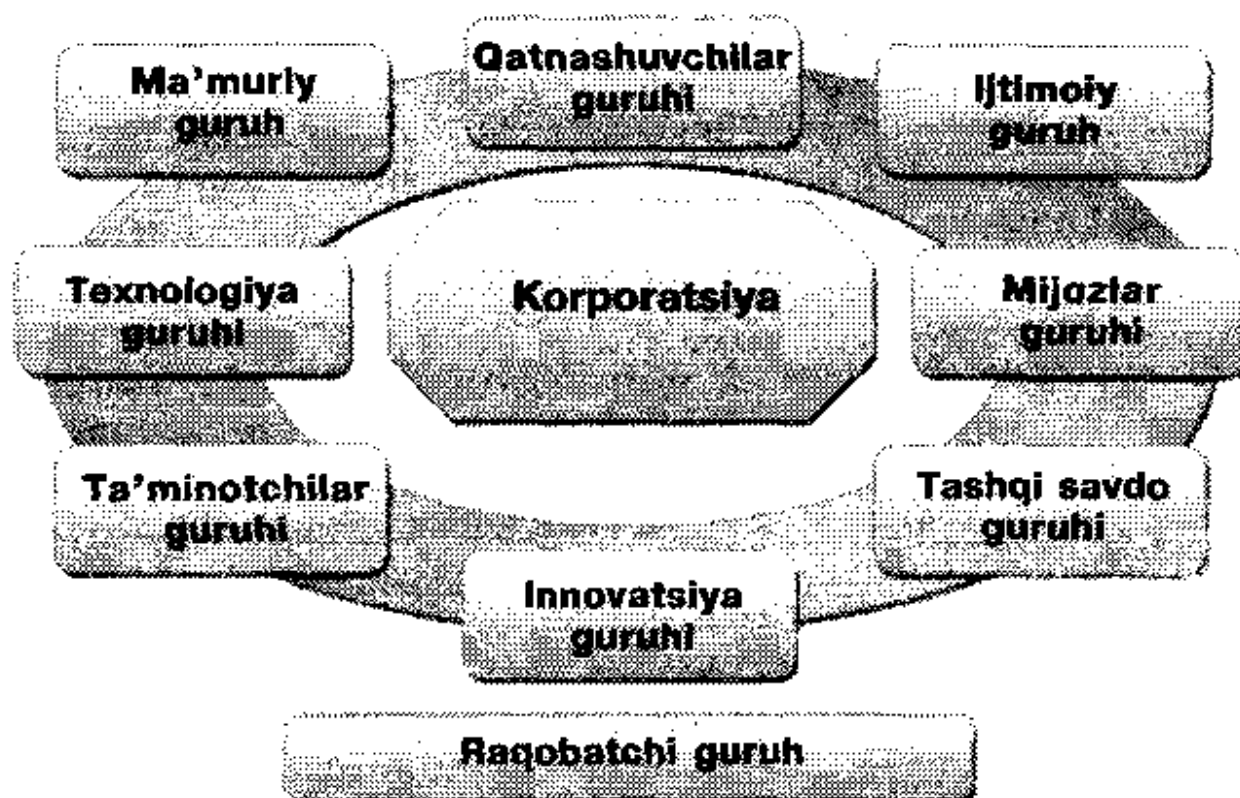 Qatnashuvchilar
guruhi
Ma'muriy
guruh
Ijtimoiy
guruh
Texnologiya
guruhi
Korporatsiya
Mijozlar
guruhi
Ta'minotchilar
guruhi
Tashqi savdo
guruhi
Innovatsiya
guruhi
Raqobatchi guruh